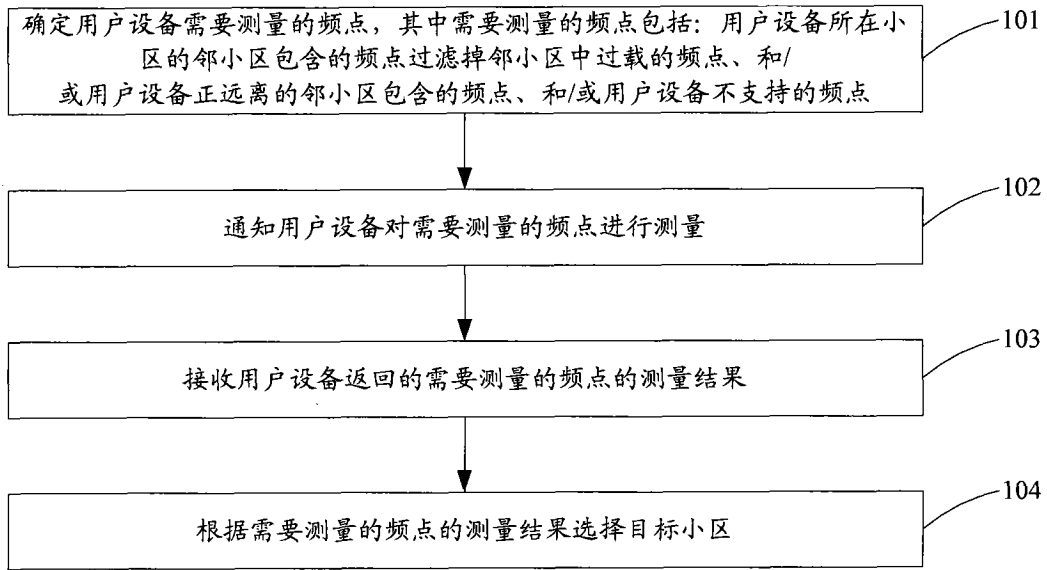 确定用户设备需要测量的频点，其中需要测量的频点包括：用户设备所在小
区的邻小区包含的频点过滤掉邻小区中过载的频点、和/
或用户设备正远离的邻小区包含的频点、和/或用户设备不支持的频点
101
通知用户设备对需要测量的频点进行测量
102
接收用户设备返回的需要测量的频点的测量结果
103
根据需要测量的频点的测量结果选择目标小区
104